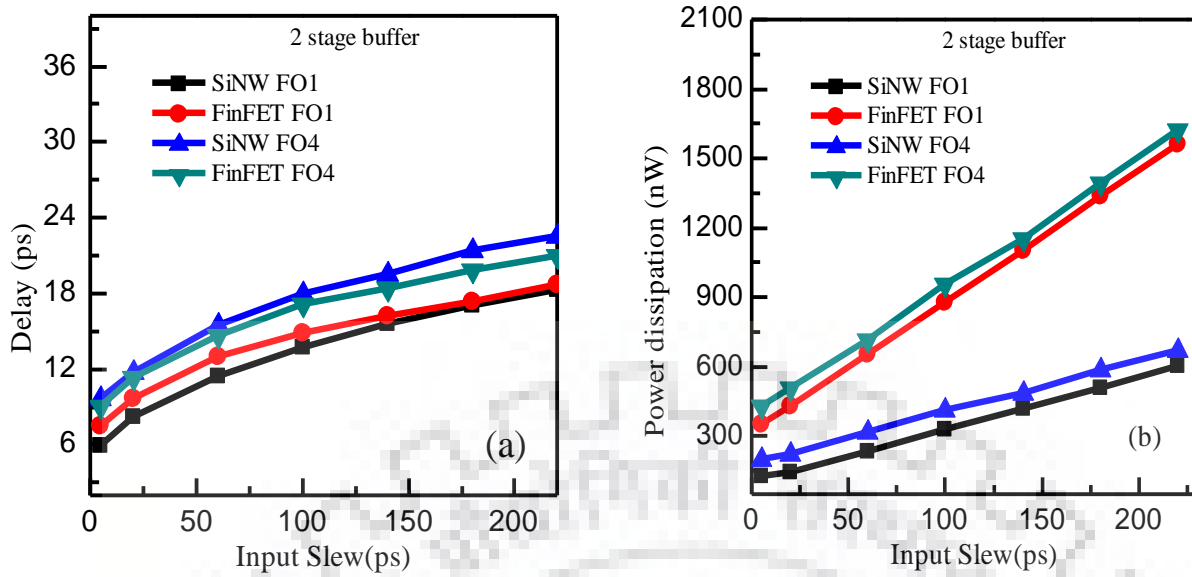 2 stage buffer
SiNW FO1
FinFET FO1
SiNW FO4
FinFET FO4
36
30
24
18
12
6
Delay (ps)
(a)
0 50 100 150 200
Input Slew(ps)
2 stage buffer
SiNW FO1
FinFET FO1
SiNW FO4
FinFET FO4
2100
1800
1500
1200
900
600
300
Power dissipation (nW)
(b)
0 50 100 150 200
Input Slew(ps)